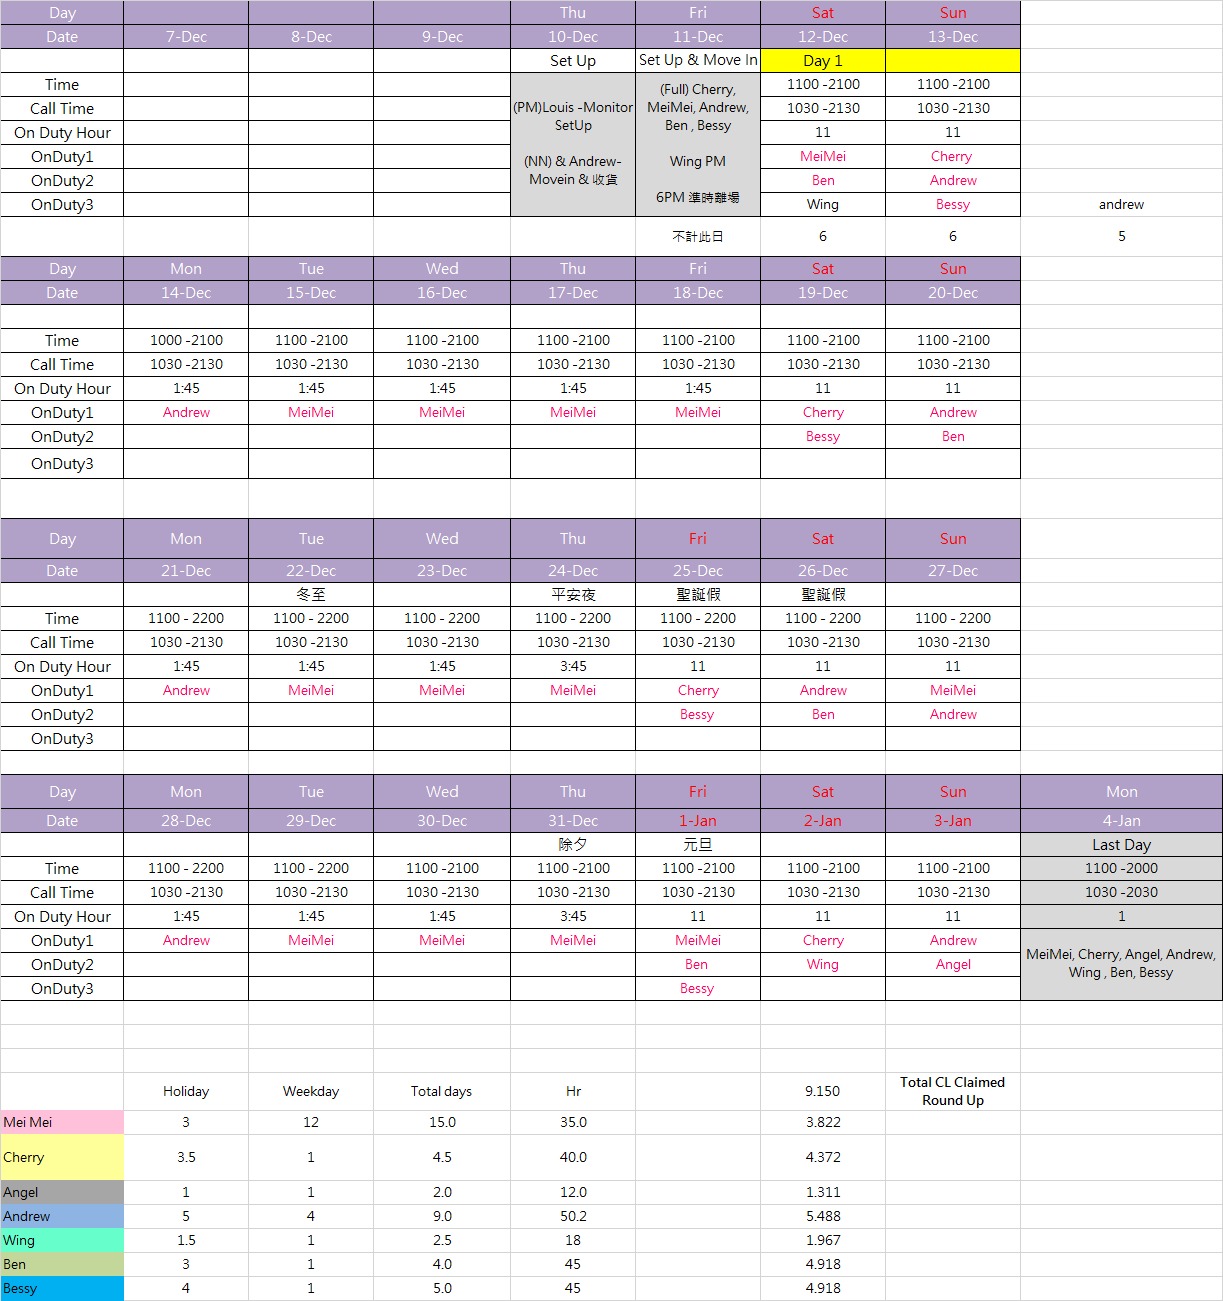 Day Thu Fri Sat Sun
Date 7-Dec 8-Dec 9-Dec 10-Dec 11-Dec 12-Dec 13-Dec
Set Up Set Up & Move In Day 1
Time 1100 -2100 1100 -2100
Call Time 1030 -2130 1030 -2130
On Duty Hour 11 11
OnDuty1 MeiMei Cherry
OnDuty2 Ben Andrew
OnDuty3 Wing Bessy andrew
(PM)Louis -Monitor
SetUp
(NN) & Andrew-
Movein & 收貨
(Full) Cherry,
MeiMei, Andrew,
Ben , Bessy
Wing PM
6PM 準時離場
不計此日 6 6 5
Day Mon Tue Wed Thu Fri Sat Sun
Date 14-Dec 15-Dec 16-Dec 17-Dec 18-Dec 19-Dec 20-Dec
Time 1000 -2100 1100 -2100 1100 -2100 1100 -2100 1100 -2100 1100 -2100 1100 -2100
Call Time 1030 -2130 1030 -2130 1030 -2130 1030 -2130 1030 -2130 1030 -2130 1030 -2130
On Duty Hour 1:45 1:45 1:45 1:45 1:45 11 11
OnDuty1 Andrew MeiMei MeiMei MeiMei MeiMei Cherry Andrew
OnDuty2 Bessy Ben
OnDuty3
Day Mon Tue Wed Thu Fri Sat Sun
Date 21-Dec 22-Dec 23-Dec 24-Dec 25-Dec 26-Dec 27-Dec
冬至 平安夜 聖誕假 聖誕假
Time 1100 - 2200 1100 - 2200 1100 - 2200 1100 - 2200 1100 - 2200 1100 - 2200 1100 - 2200
Call Time 1030 -2130 1030 -2130 1030 -2130 1030 -2130 1030 -2130 1030 -2130 1030 -2130
On Duty Hour 1:45 1:45 1:45 3:45 11 11 11
OnDuty1 Andrew MeiMei MeiMei MeiMei Cherry Andrew MeiMei
OnDuty2 Bessy Ben Andrew
OnDuty3
Day Mon Tue Wed Thu Fri Sat Sun Mon
Date 28-Dec 29-Dec 30-Dec 31-Dec 1-Jan 2-Jan 3-Jan 4-Jan
除夕 元旦 Last Day
Time 1100 - 2200 1100 - 2200 1100 -2100 1100 -2100 1100 -2100 1100 -2100 1100 -2100 1100 -2000
Call Time 1030 -2130 1030 -2130 1030 -2130 1030 -2130 1030 -2130 1030 -2130 1030 -2130 1030 -2030
On Duty Hour 1:45 1:45 1:45 3:45 11 11 11 1
OnDuty1 Andrew MeiMei MeiMei MeiMei MeiMei Cherry Andrew
OnDuty2 Ben Wing Angel
OnDuty3 Bessy
MeiMei, Cherry, Angel, Andrew,
Wing , Ben, Bessy
Holiday Weekday Total days Hr 9.150 Total CL Claimed
Round Up
Mei Mei 3 12 15.0 35.0 3.822
Cherry 3.5 1 4.5 40.0 4.372
Angel 1 1 2.0 12.0 1.311
Andrew 5 4 9.0 50.2 5.488
Wing 1.5 1 2.5 18 1.967
Ben 3 1 4.0 45 4.918
Bessy 4 1 5.0 45 4.918